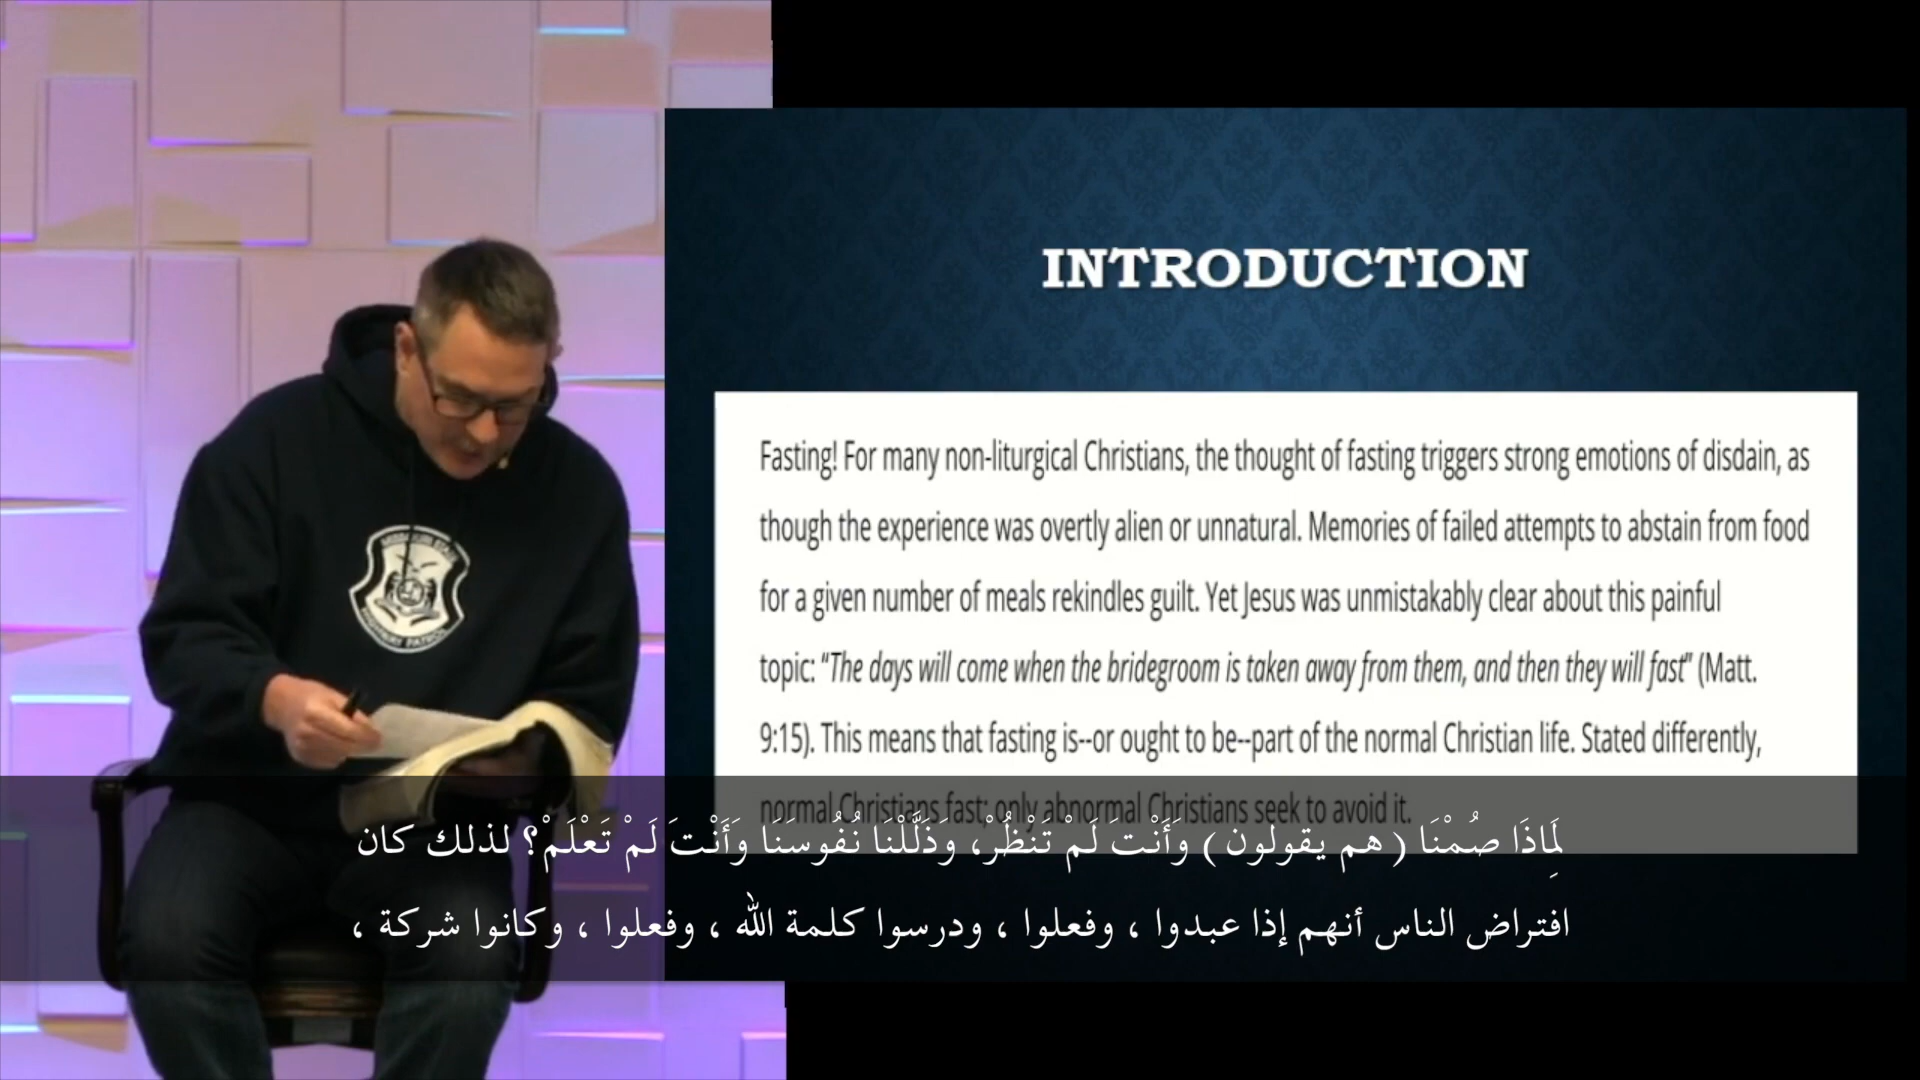 INTRODUCTION
Fasting! For many non-liturgical Christians, the thought of fasting triggers strong emotions of disdain, as
though the experience was overtly alien or unnatural. Memories of failed attempts to abstain from food
for a given number of meals rekindles guilt. Yet Jesus was unmistakably clear about this painful
topic: “The days will come when the bridegroom is taken away from them, and then they will fast” (Matt.
9:15). This means that fasting is--or ought to be--part of the normal Christian life. Stated differently,
normal Christians fast; only abnormal Christians seek to avoid it.
لِمَاذَا صُمْنَا ( هم يقولون ) وَأَنْتَ لَمْ تَنْظُرْ، وَذَلَّلْنَا نُفُوسَنَا وَأَنْتَ لَمْ تَعْلَمْ؟ لذلك كان
افتراض الناس أنهم إذا عبدوا ، وفعلوا ، ودرسوا كلمة الله ، وفعلوا ، وكانوا شركة ،
HIGHWAY PATROL